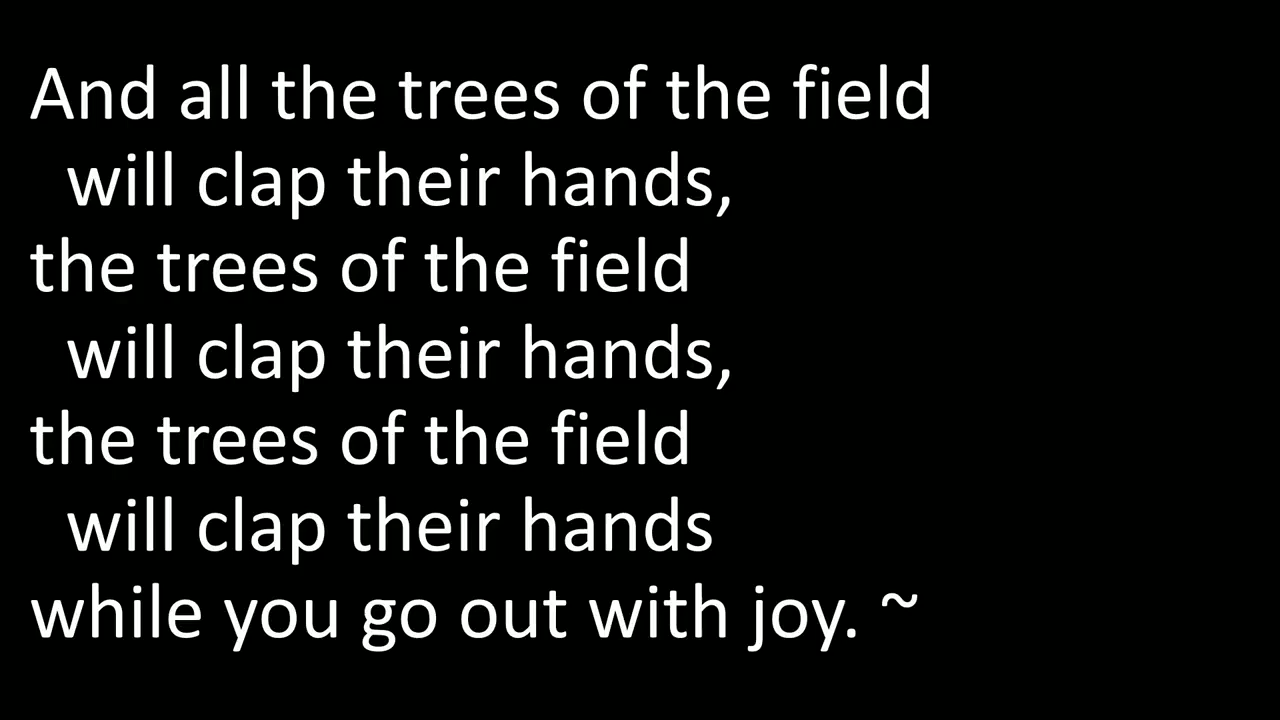 And all the trees of the field
will clap their hands,
the trees of the field
will clap their hands,
the trees of the field
will clap their hands
while you go out with joy. ~